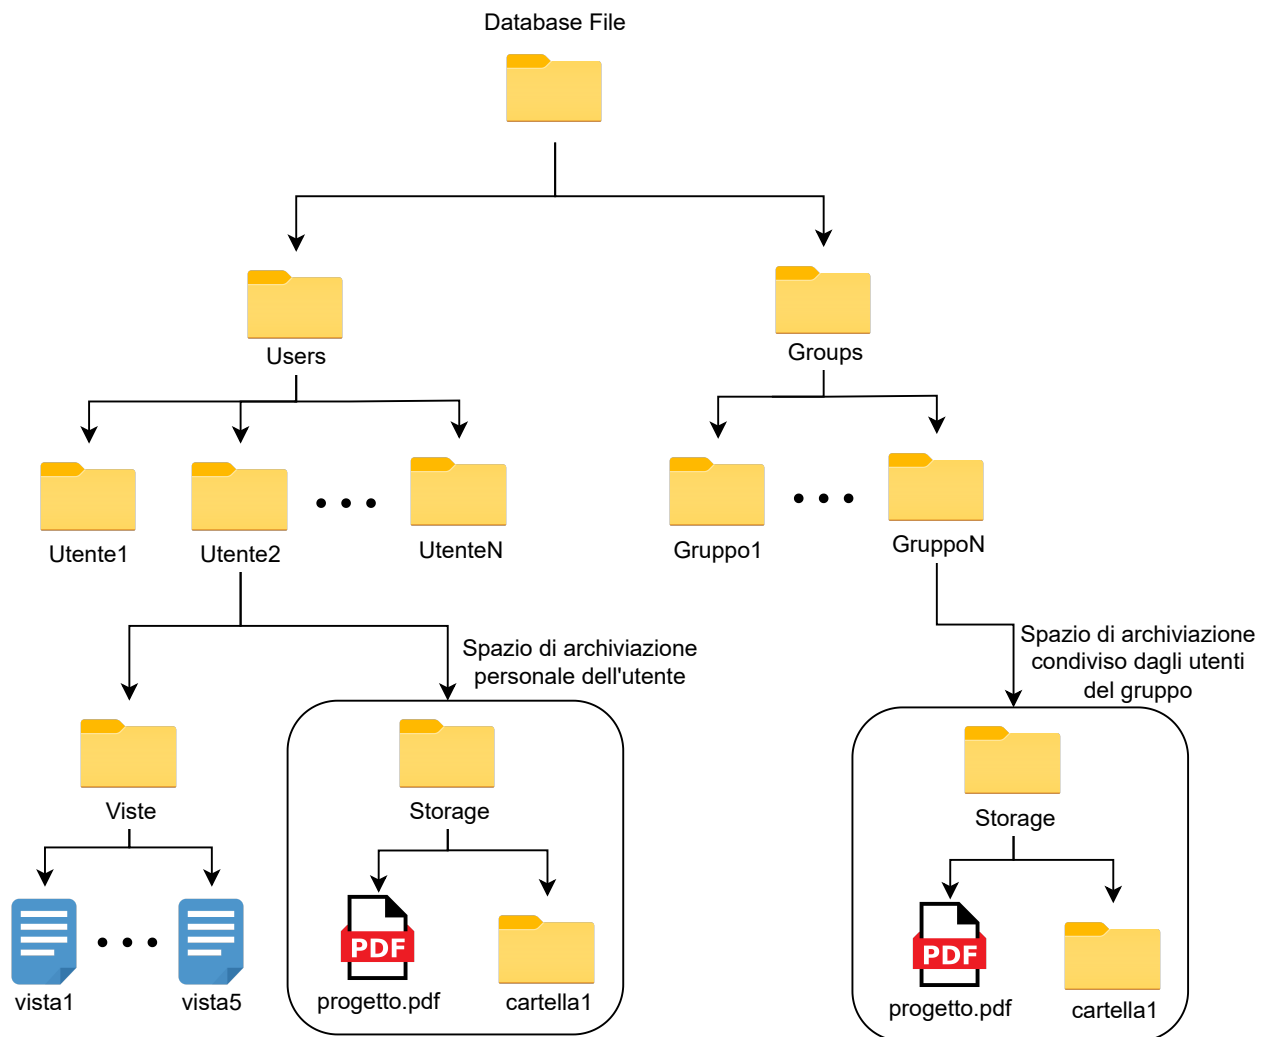 Database File
Users
Groups
Utente1
Utente2
UtenteN
Gruppo1
GruppoN
Spazio di archiviazione
personale dell'utente
Spazio di archiviazione
condiviso dagli utenti
del gruppo
Viste
Storage
Storage
PDF
PDF
vista1
vista5
progetto.pdf
cartella1
progetto.pdf
cartella1